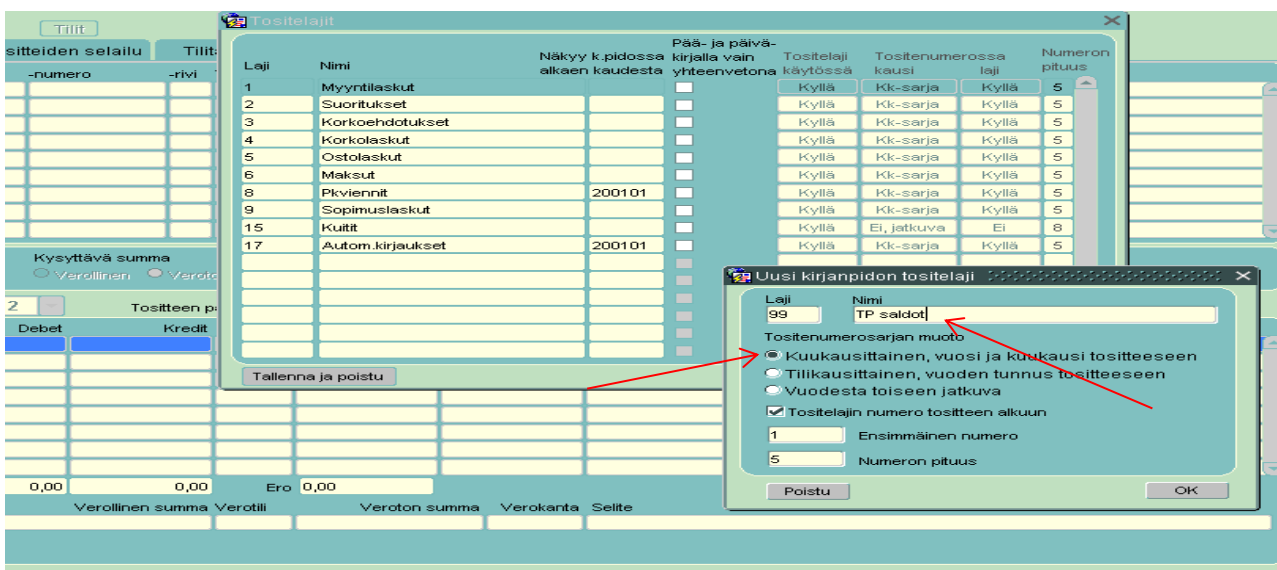 Tilit
sitteiden selailu Tilit
-numero -rivi
Kysyttävä summa
Verollinen Veroto
2 Tositteen p
Debet Kredit
0,00 0,00 Ero 0,00
Verollinen summa Verotili Veroton summa Verokanta Selite
Tositelajit
Laji Nimi Näkyy k.pidossa alkaen kaudesta Pää- ja päivä-kirjalla vain yhteenvetona Tositelaji käytössä Tositenumerossa kausi laji Numeron pituus
1 Myyntilaskut Kyllä Kk-sarja Kyllä 5
2 Suoritukset Kyllä Kk-sarja Kyllä 5
3 Korkoehdotukset Kyllä Kk-sarja Kyllä 5
4 Korkolaskut Kyllä Kk-sarja Kyllä 5
5 Ostolaskut Kyllä Kk-sarja Kyllä 5
6 Maksut Kyllä Kk-sarja Kyllä 5
8 Pkviennit 200101 Kyllä Kk-sarja Kyllä 5
9 Sopimuslaskut Kyllä Kk-sarja Kyllä 5
15 Kuitit Kyllä Ei, jatkuva Ei 8
17 Autom.kirjaukset 200101 Kyllä Kk-sarja Kyllä 5
Tallenna ja poistu
Uusi kirjanpidon tositelaji
Laji Nimi
99 TP saldot
Tositenumerosarjan muoto
Kuukausittainen, vuosi ja kuukausi tositteeseen
Tilikausittainen, vuoden tunnus tositteeseen
Vuodesta toiseen jatkuva
Tositelajin numero tositteen alkuun
1 Ensimmäinen numero
5 Numeron pituus
Poistu OK